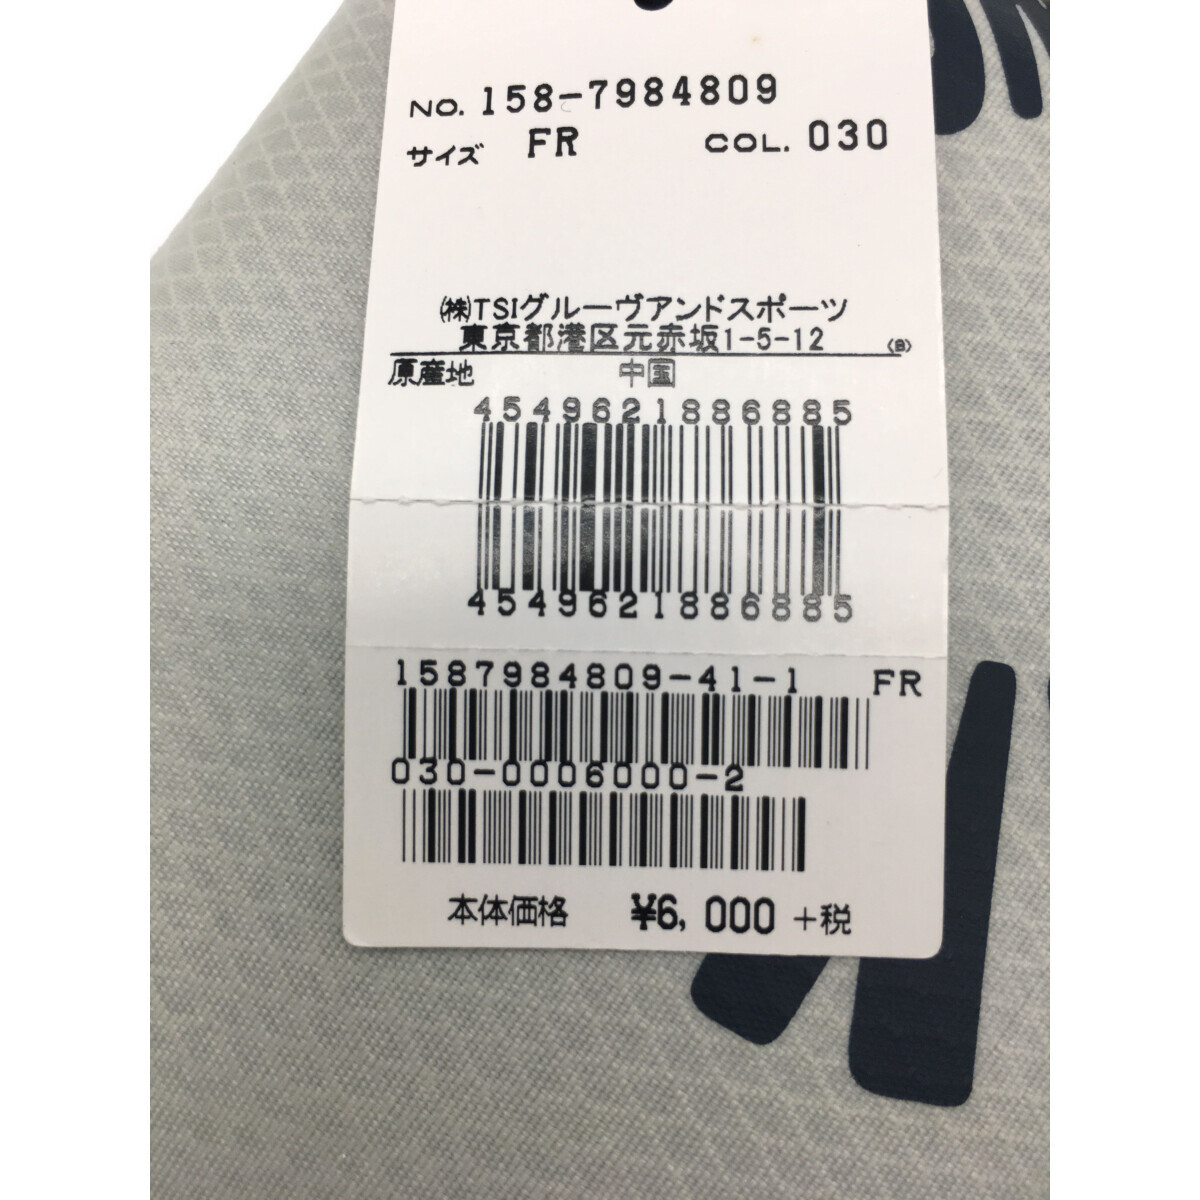 NO. 158-7984809
サイズ FR COL. 030
㈱TSIグルーヴアンドスポーツ
東京都港区元赤坂1-5-12 〈B〉
原産地 中国
4549621886885
4549621886885
1587984809-41-1 FR
030-0006000-2
本体価格 ¥6,000 +税